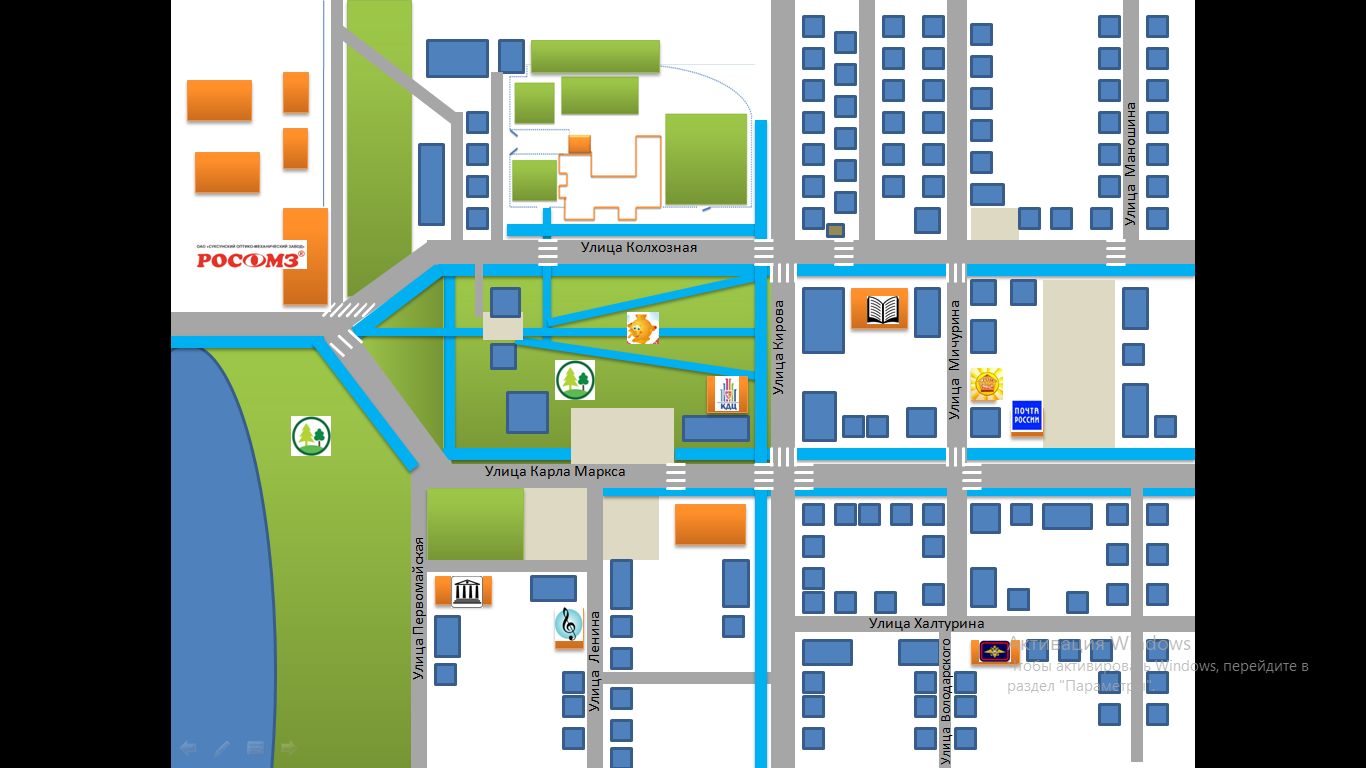 Улица Маношина
Улица Колхозная
ОАО «СУКСУНСКИЙ ОПТИКО-МЕХАНИЧЕСКИЙ ЗАВОД»
РОСОМЗ®
Улица Кирова
Улица Мичурина
КДЦ
ПОЧТА
РОССИИ
Улица Карла Маркса
Улица Первомайская
Улица Ленина
Улица Халтурина
Улица Володарского
Активация Windows
Чтобы активировать Windows, перейдите в
раздел "Параметры".